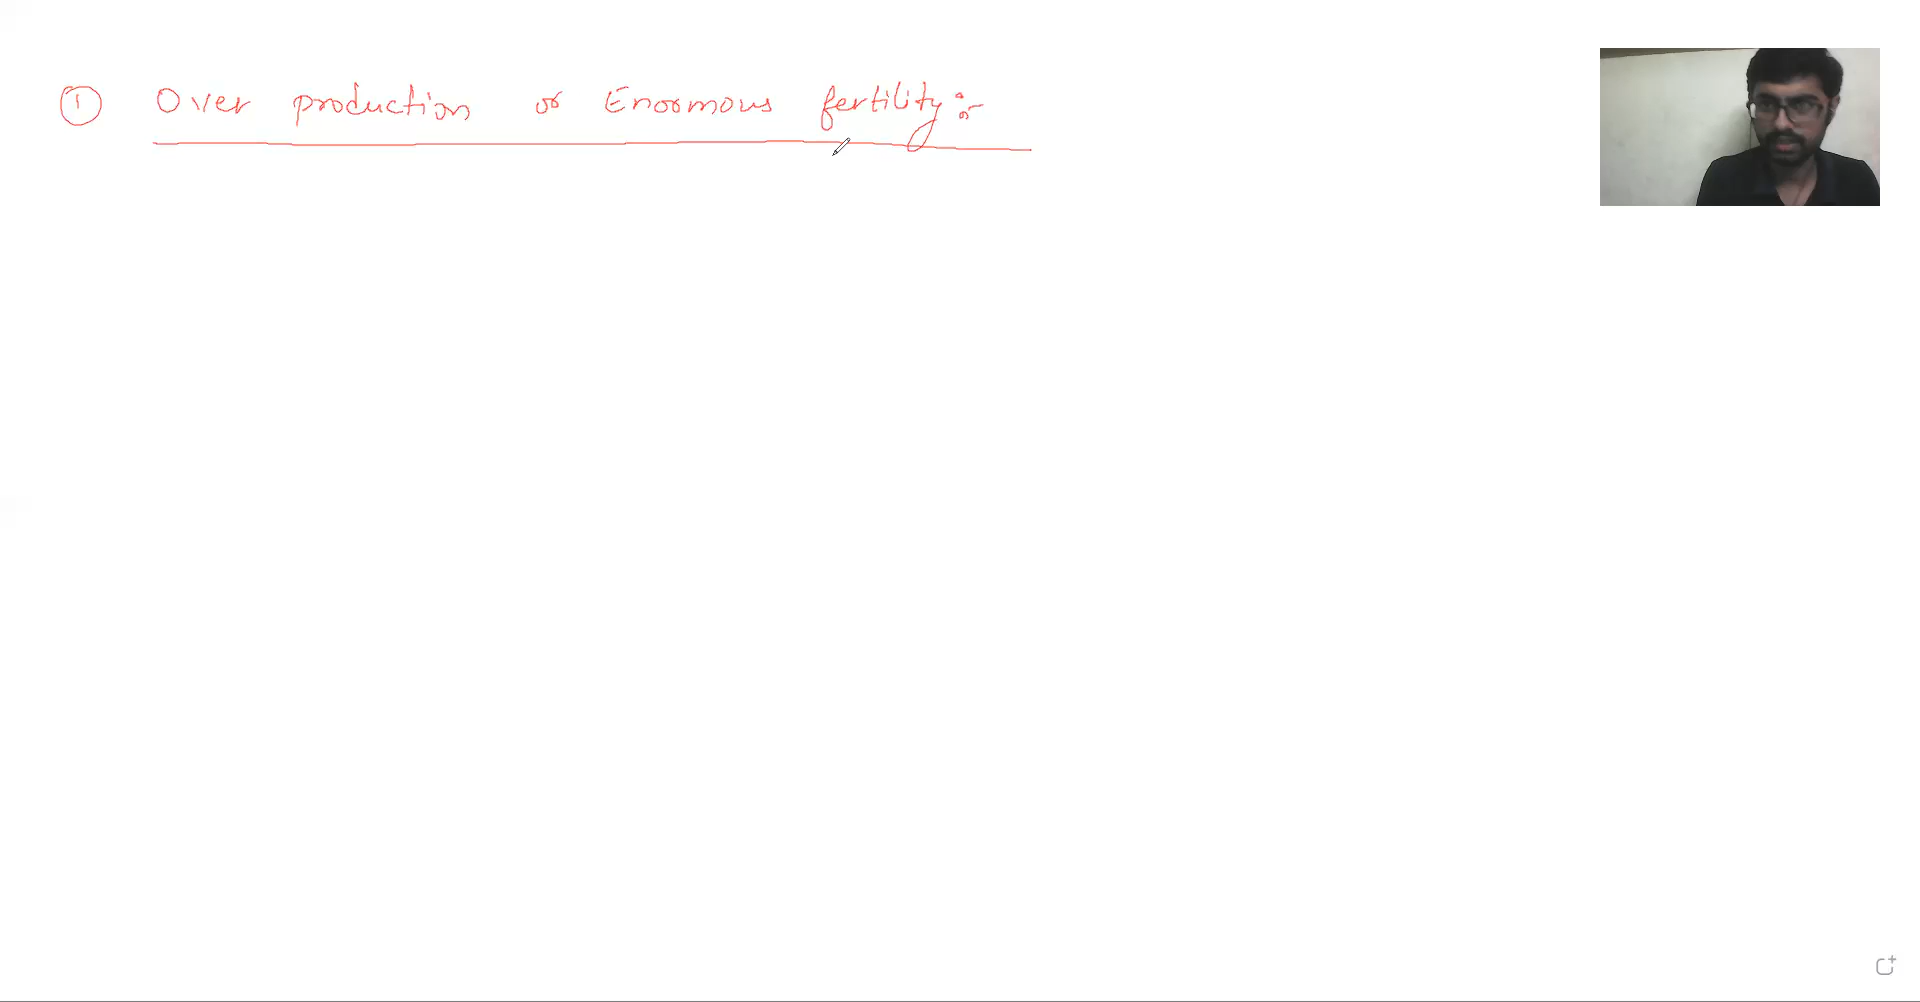 ① Over production or Enormous fertility:-